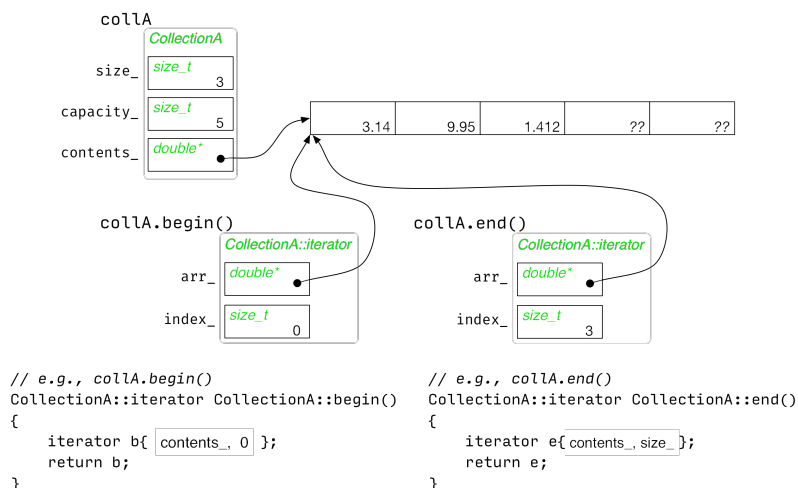 collA
CollectionA
size_ size_t 3
capacity_ size_t 5
contents_ double*
3.14 9.95 1.412 ?? ??
collA.begin()
CollectionA::iterator
arr_ double*
index_ size_t 0
collA.end()
CollectionA::iterator
arr_ double*
index_ size_t 3
// e.g., collA.begin()
CollectionA::iterator CollectionA::begin()
{
iterator b{ contents_, 0 };
return b;
}
// e.g., collA.end()
CollectionA::iterator CollectionA::end()
{
iterator e{ contents_, size_ };
return e;
}